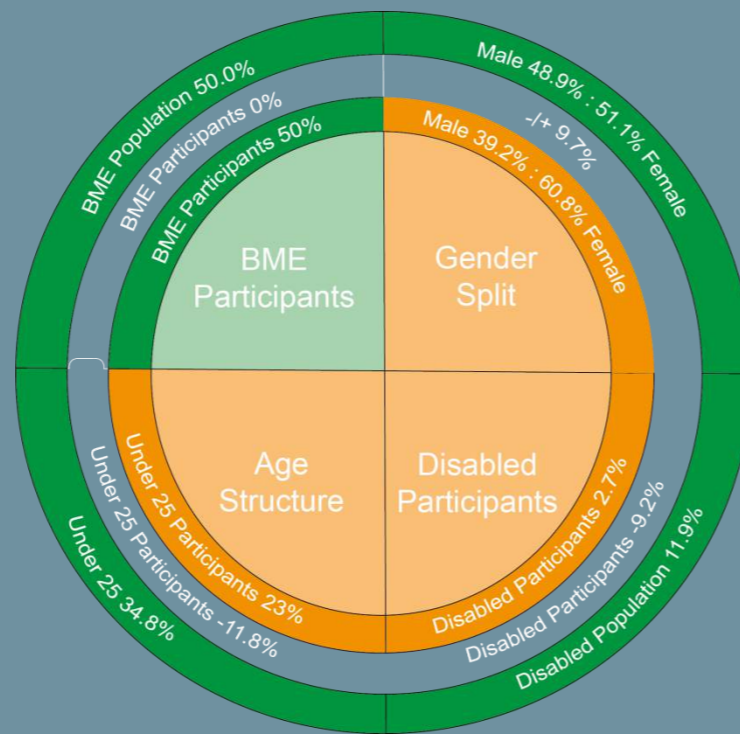 BME Population 50.0%
BME Participants 0%
BME Participants 50%
BME
Participants
Male 48.9% : 51.1% Female
-/+ 9.7%
Male 39.2% : 60.8% Female
Gender
Split
Age
Structure
Under 25 Participants 23%
Under 25 Participants -11.8%
Under 25 34.8%
Disabled
Participants
Disabled Participants 2.7%
Disabled Participants -9.2%
Disabled Population 11.9%